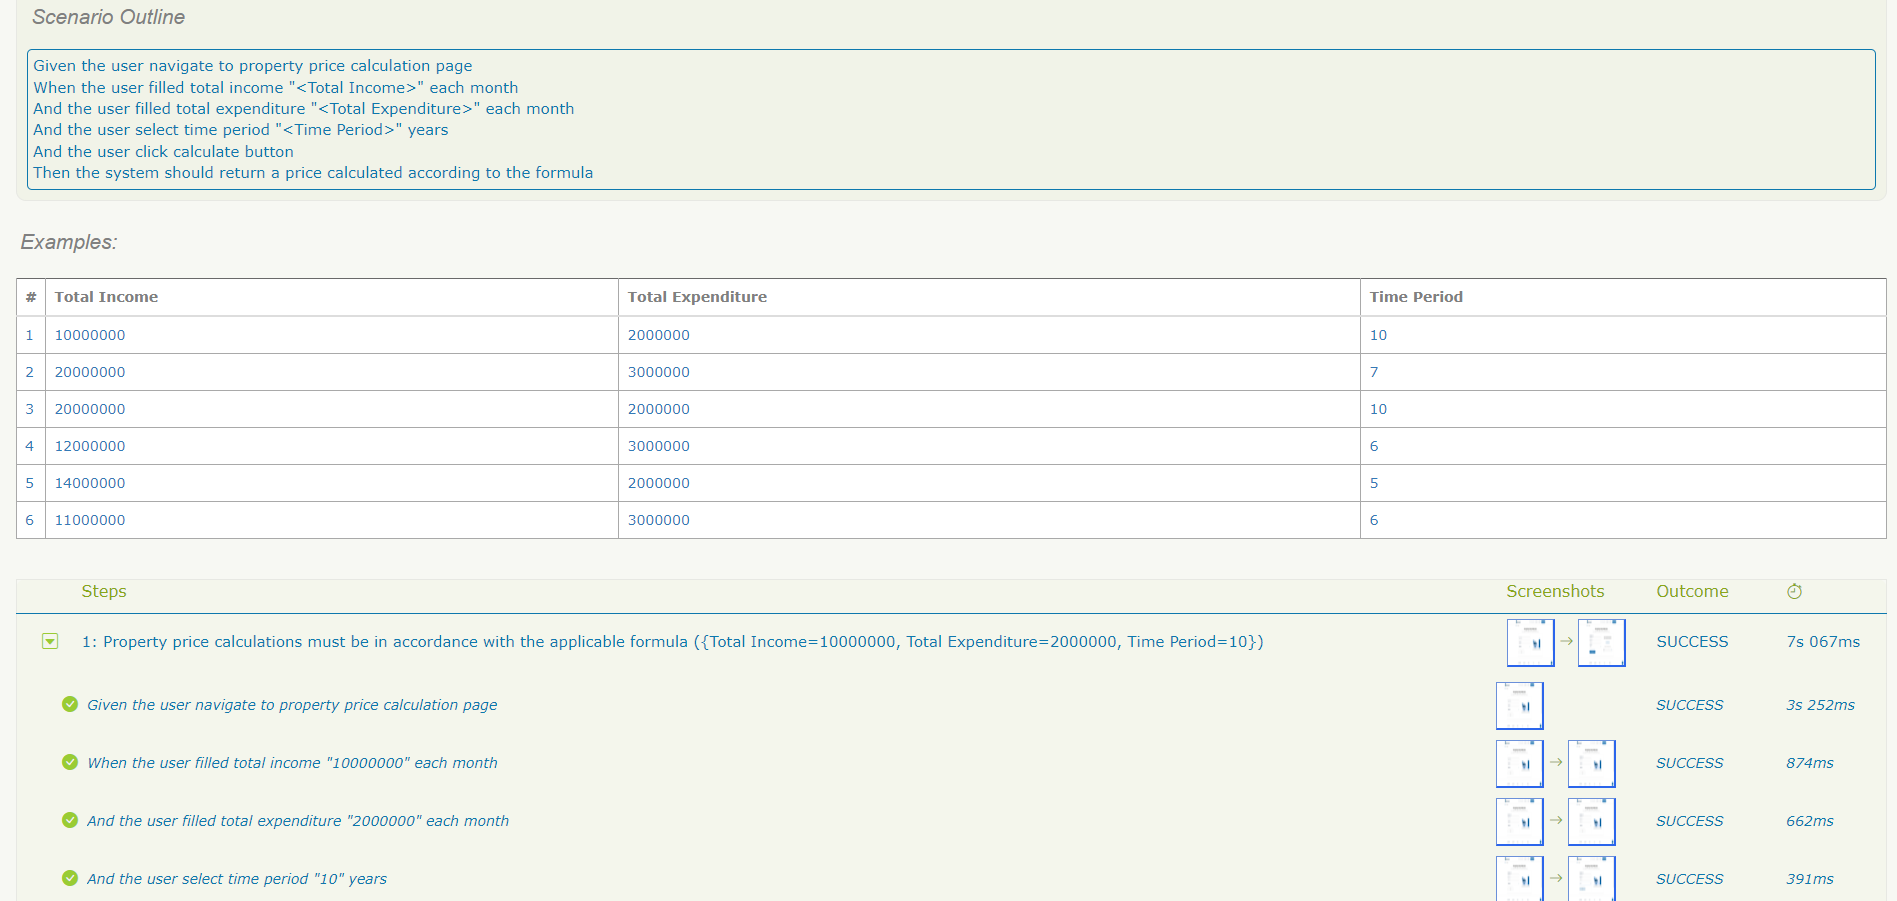 Scenario Outline
Given the user navigate to property price calculation page
When the user filled total income "<Total Income>" each month
And the user filled total expenditure "<Total Expenditure>" each month
And the user select time period "<Time Period>" years
And the user click calculate button
Then the system should return a price calculated according to the formula
Examples:
# Total Income Total Expenditure Time Period
1 10000000 2000000 10
2 20000000 3000000 7
3 20000000 2000000 10
4 12000000 3000000 6
5 14000000 2000000 5
6 11000000 3000000 6
Steps Screenshots Outcome
1: Property price calculations must be in accordance with the applicable formula ({Total Income=10000000, Total Expenditure=2000000, Time Period=10}) SUCCESS 7s 067ms
Given the user navigate to property price calculation page SUCCESS 3s 252ms
When the user filled total income "10000000" each month SUCCESS 874ms
And the user filled total expenditure "2000000" each month SUCCESS 662ms
And the user select time period "10" years SUCCESS 391ms